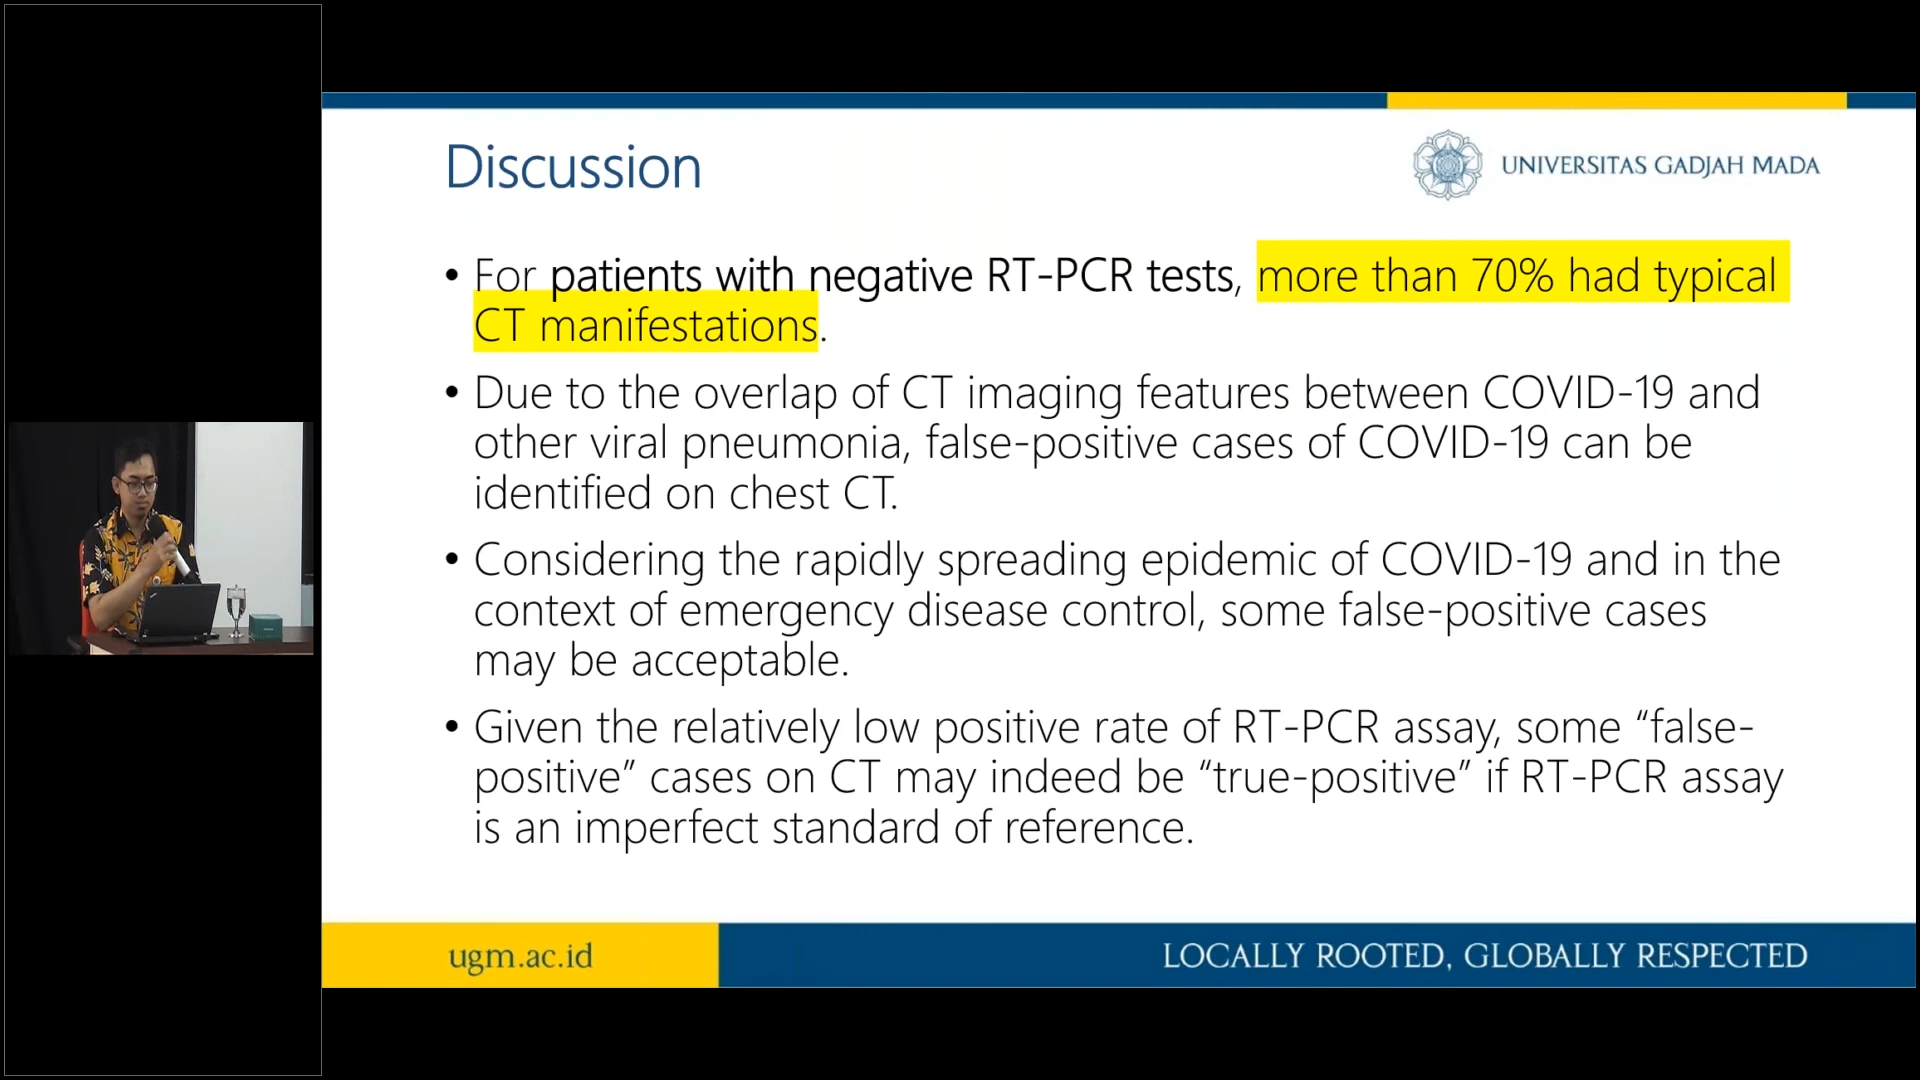 Discussion
UNIVERSITAS GADJAH MADA
• For patients with negative RT-PCR tests, more than 70% had typical
CT manifestations.
• Due to the overlap of CT imaging features between COVID-19 and
other viral pneumonia, false-positive cases of COVID-19 can be
identified on chest CT.
• Considering the rapidly spreading epidemic of COVID-19 and in the
context of emergency disease control, some false-positive cases
may be acceptable.
• Given the relatively low positive rate of RT-PCR assay, some “false-
positive” cases on CT may indeed be “true-positive” if RT-PCR assay
is an imperfect standard of reference.
ugm.ac.id
LOCALLY ROOTED, GLOBALLY RESPECTED